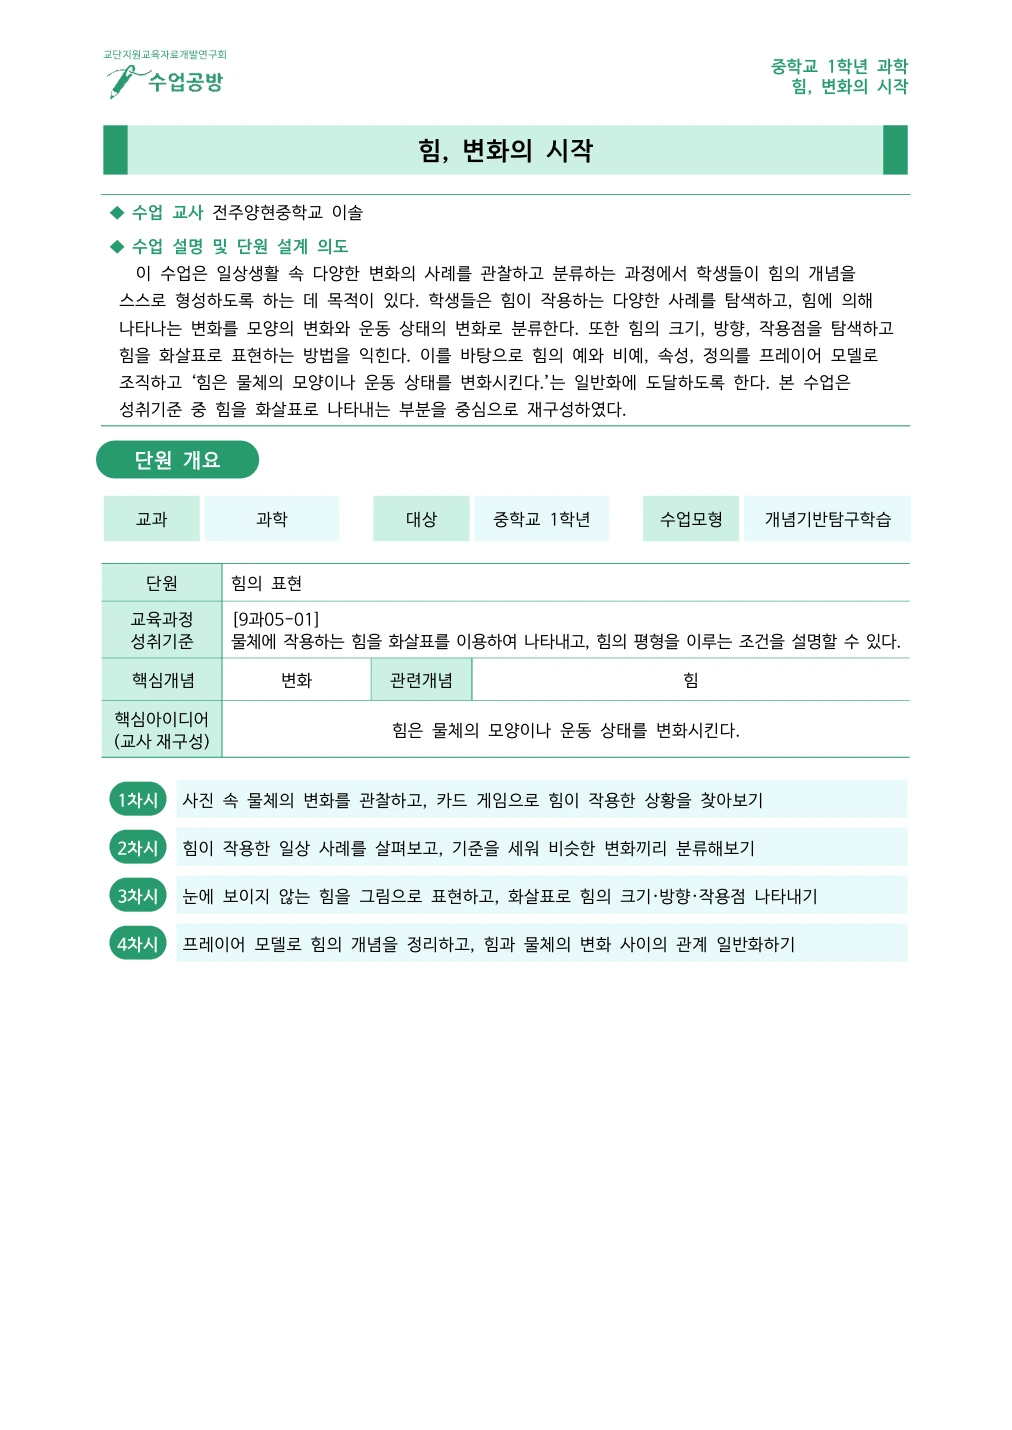 교단지원교육자료개발연구회
수업공방
중학교 1학년 과학
힘, 변화의 시작
힘, 변화의 시작
◆ 수업 교사 전주양현중학교 이솔
◆ 수업 설명 및 단원 설계 의도
이 수업은 일상생활 속 다양한 변화의 사례를 관찰하고 분류하는 과정에서 학생들이 힘의 개념을
스스로 형성하도록 하는 데 목적이 있다. 학생들은 힘이 작용하는 다양한 사례를 탐색하고, 힘에 의해
나타나는 변화를 모양의 변화와 운동 상태의 변화로 분류한다. 또한 힘의 크기, 방향, 작용점을 탐색하고
힘을 화살표로 표현하는 방법을 익힌다. 이를 바탕으로 힘의 예와 비예, 속성, 정의를 프레이어 모델로
조직하고 ‘힘은 물체의 모양이나 운동 상태를 변화시킨다.’는 일반화에 도달하도록 한다. 본 수업은
성취기준 중 힘을 화살표로 나타내는 부분을 중심으로 재구성하였다.
단원 개요
교과 과학 대상 중학교 1학년 수업모형 개념기반탐구학습
단원 힘의 표현
교육과정 성취기준
[9과05-01]
물체에 작용하는 힘을 화살표를 이용하여 나타내고, 힘의 평형을 이루는 조건을 설명할 수 있다.
핵심개념 변화 관련개념 힘
핵심아이디어
(교사 재구성)
힘은 물체의 모양이나 운동 상태를 변화시킨다.
1차시 사진 속 물체의 변화를 관찰하고, 카드 게임으로 힘이 작용한 상황을 찾아보기
2차시 힘이 작용한 일상 사례를 살펴보고, 기준을 세워 비슷한 변화끼리 분류해보기
3차시 눈에 보이지 않는 힘을 그림으로 표현하고, 화살표로 힘의 크기·방향·작용점 나타내기
4차시 프레이어 모델로 힘의 개념을 정리하고, 힘과 물체의 변화 사이의 관계 일반화하기